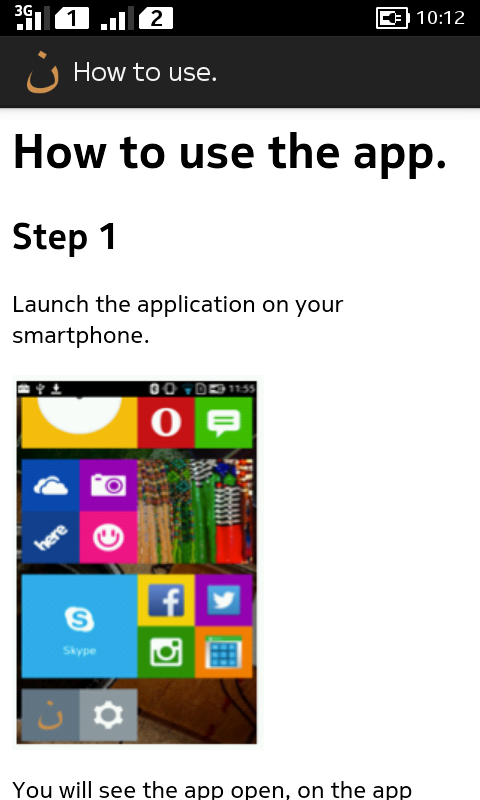 3G 1 2 10:12
ن How to use.
How to use the app.
Step 1
Launch the application on your
smartphone.
11:55
here
Skype
ن
You will see the app open, on the app